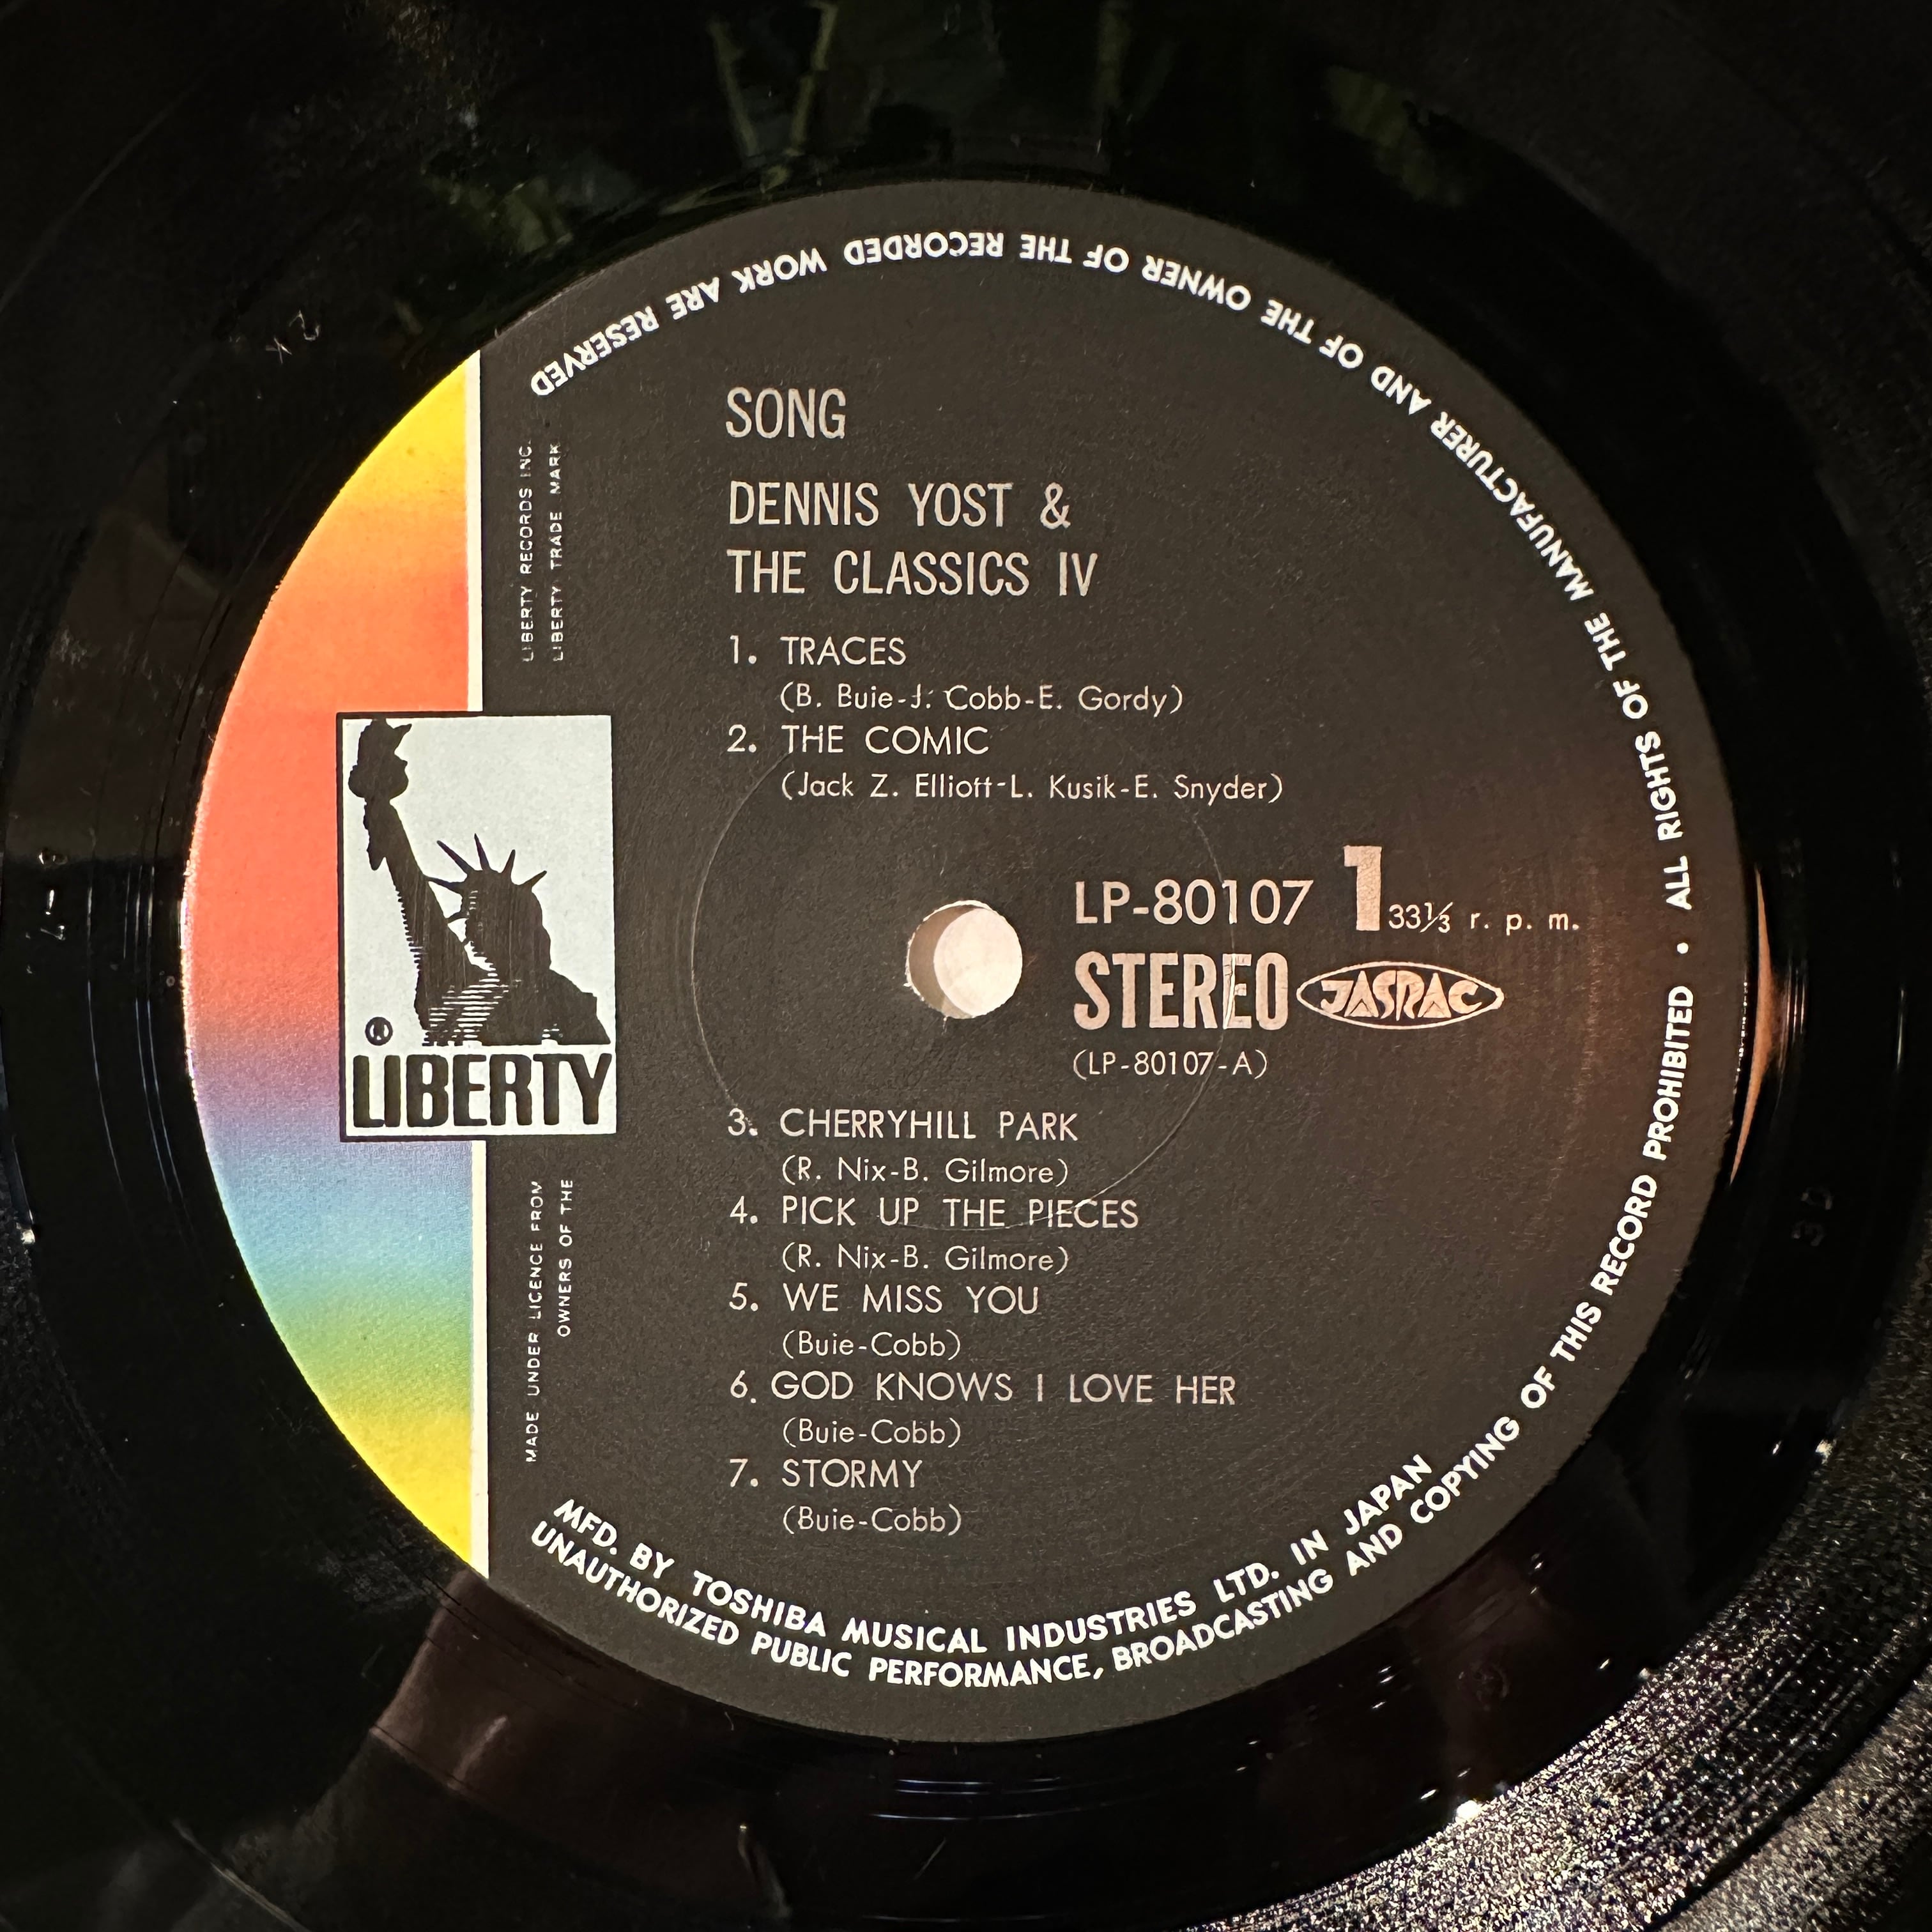 SONG
DENNIS YOST &
THE CLASSICS IV
1. TRACES
(B. Buie-J. Cobb-E. Gordy)
2. THE COMIC
(Jack Z. Elliott-L. Kusik-E. Snyder)
LP-80107 1 33⅓ r. p. m.
STEREO JASRAC
(LP-80107-A)
3. CHERRYHILL PARK
(R. Nix-B. Gilmore)
4. PICK UP THE PIECES
(R. Nix-B. Gilmore)
5. WE MISS YOU
(Buie-Cobb)
6. GOD KNOWS I LOVE HER
(Buie-Cobb)
7. STORMY
(Buie-Cobb)
LIBERTY RECORDS INC.
LIBERTY TRADE MARK
LIBERTY
MADE UNDER LICENCE FROM
OWNERS OF THE
MFD. BY TOSHIBA MUSICAL INDUSTRIES LTD. IN JAPAN
UNAUTHORIZED PUBLIC PERFORMANCE, BROADCASTING AND COPYING OF THIS RECORD PROHIBITED • ALL RIGHTS OF THE MANUFACTURER AND OF THE OWNER OF THE RECORDED WORK ARE RESERVED